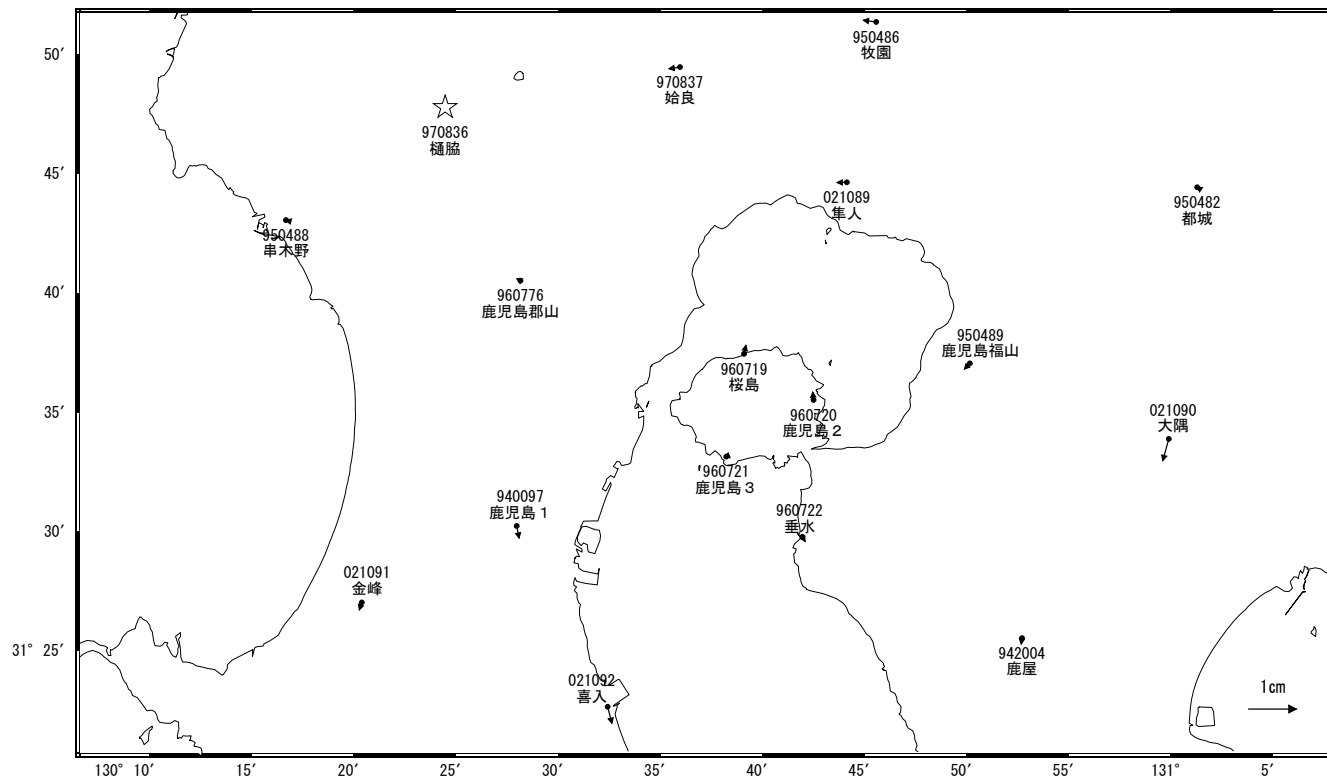 50′
950486
牧園
970837
姶良
970836
樋脇
45′
021089
隼人
950482
都城
950488
串木野
40′
960776
鹿児島郡山
950489
鹿児島福山
960719
桜島
35′
960720
鹿児島２
021090
大隅
960721
鹿児島３
940097
鹿児島１
960722
垂水
30′
021091
金峰
31° 25′
942004
鹿屋
021092
喜入
1cm
130° 10′ 15′ 20′ 25′ 30′ 35′ 40′ 45′ 50′ 55′ 131° 5′